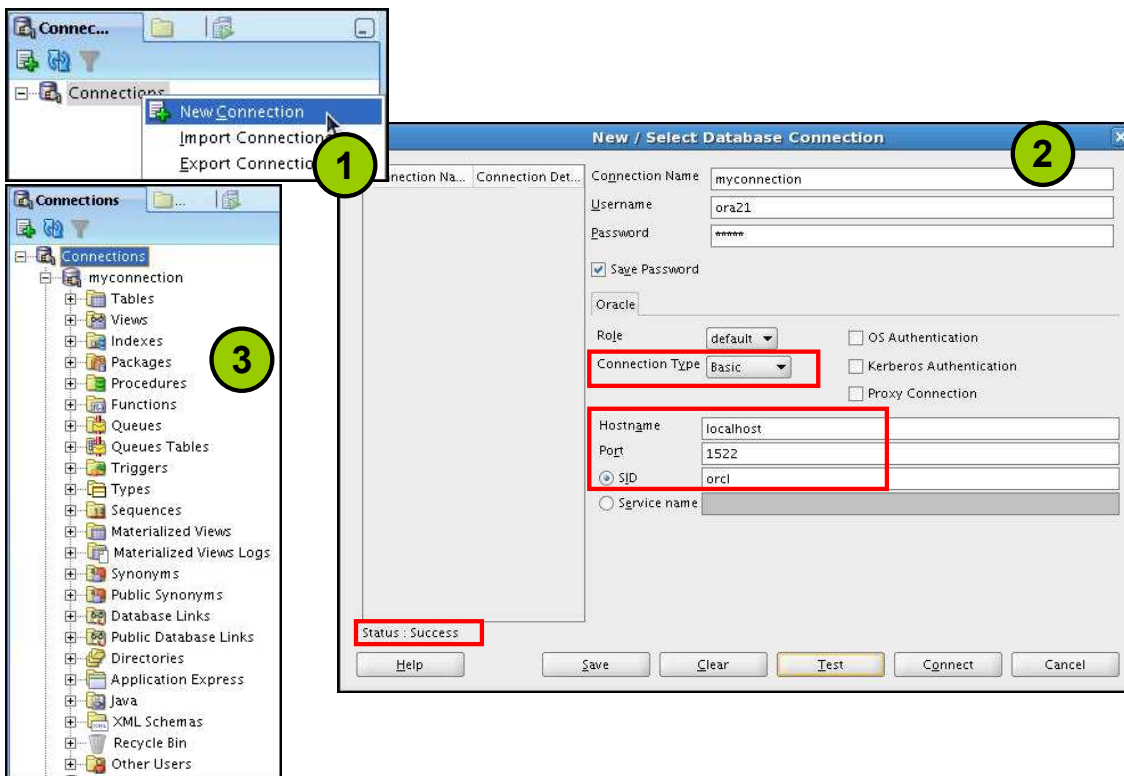 Connec...
Connections
New Connection
Import Connection
Export Connectio
1
Connections
...
Connections
myconnection
Tables
Views
Indexes
Packages
Procedures
Functions
Queues
Queues Tables
Triggers
Types
Sequences
Materialized Views
Materialized Views Logs
Synonyms
Public Synonyms
Database Links
Public Database Links
Directories
Application Express
Java
XML Schemas
Recycle Bin
Other Users
3
New / Select Database Connection
2
nnection Na... Connection Det...
Connection Name myconnection
Username ora21
Password *****
Save Password
Oracle
Role default OS Authentication
Connection Type Basic Kerberos Authentication
Proxy Connection
Hostname localhost
Port 1522
SID orcl
Service name
Status : Success
Help Save Clear Test Connect Cancel